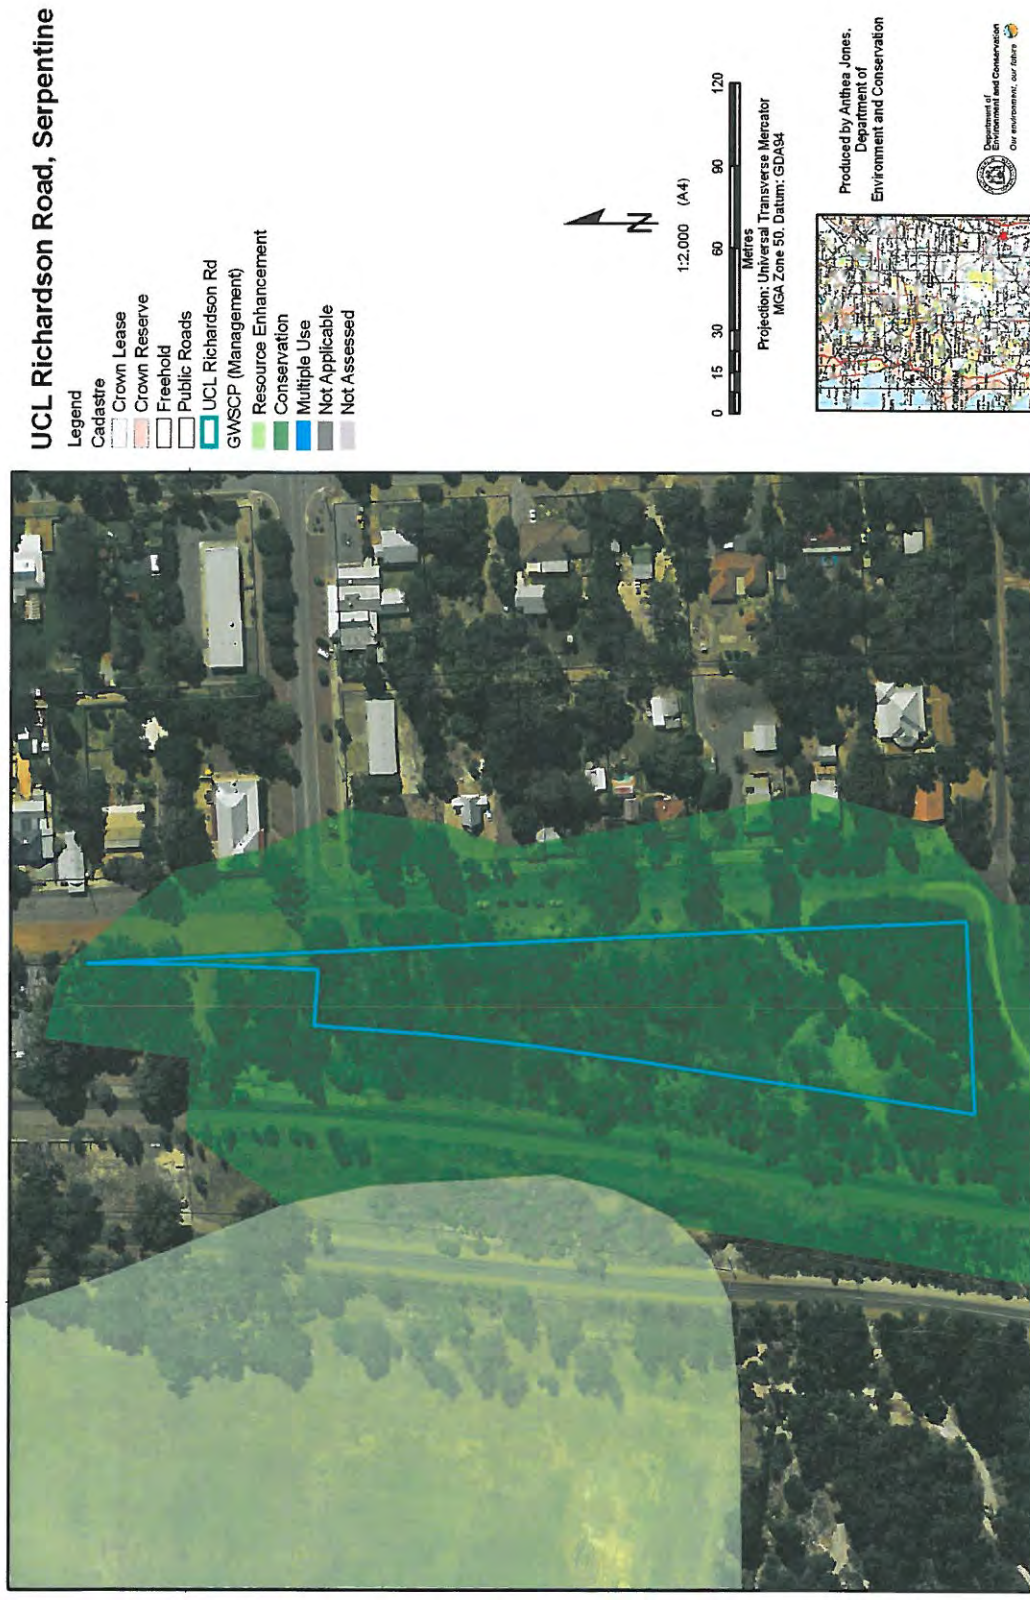 UCL Richardson Road, Serpentine
Legend
Cadastre
Crown Lease
Crown Reserve
Freehold
Public Roads
UCL Richardson Rd
GWSCP (Management)
Resource Enhancement
Conservation
Multiple Use
Not Applicable
Not Assessed
N
1:2.000 (A4)
0 15 30 60 90 120
Metres
Projection: Universal Transverse Mercator
MGA Zone 50. Datum: GDA94
Produced by Anthea Jones.
Department of
Environment and Conservation
Department of
Environment and Conservation
Our environment, our future